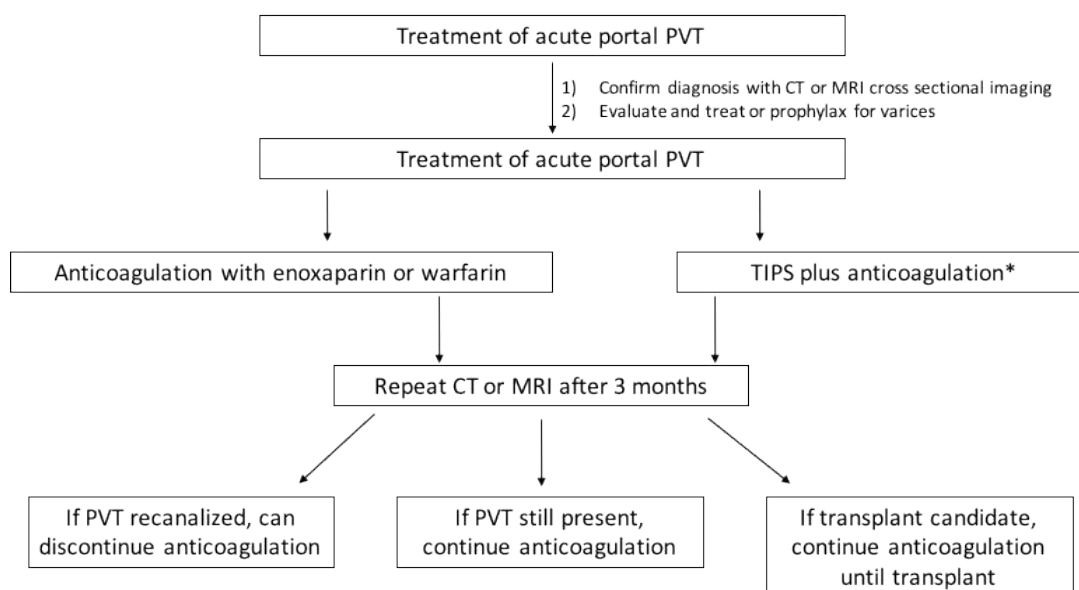 Treatment of acute portal PVT
1) Confirm diagnosis with CT or MRI cross sectional imaging
2) Evaluate and treat or prophylax for varices
Treatment of acute portal PVT
Anticoagulation with enoxaparin or warfarin
TIPS plus anticoagulation*
Repeat CT or MRI after 3 months
If PVT recanalized, can
discontinue anticoagulation
If PVT still present,
continue anticoagulation
If transplant candidate,
continue anticoagulation
until transplant